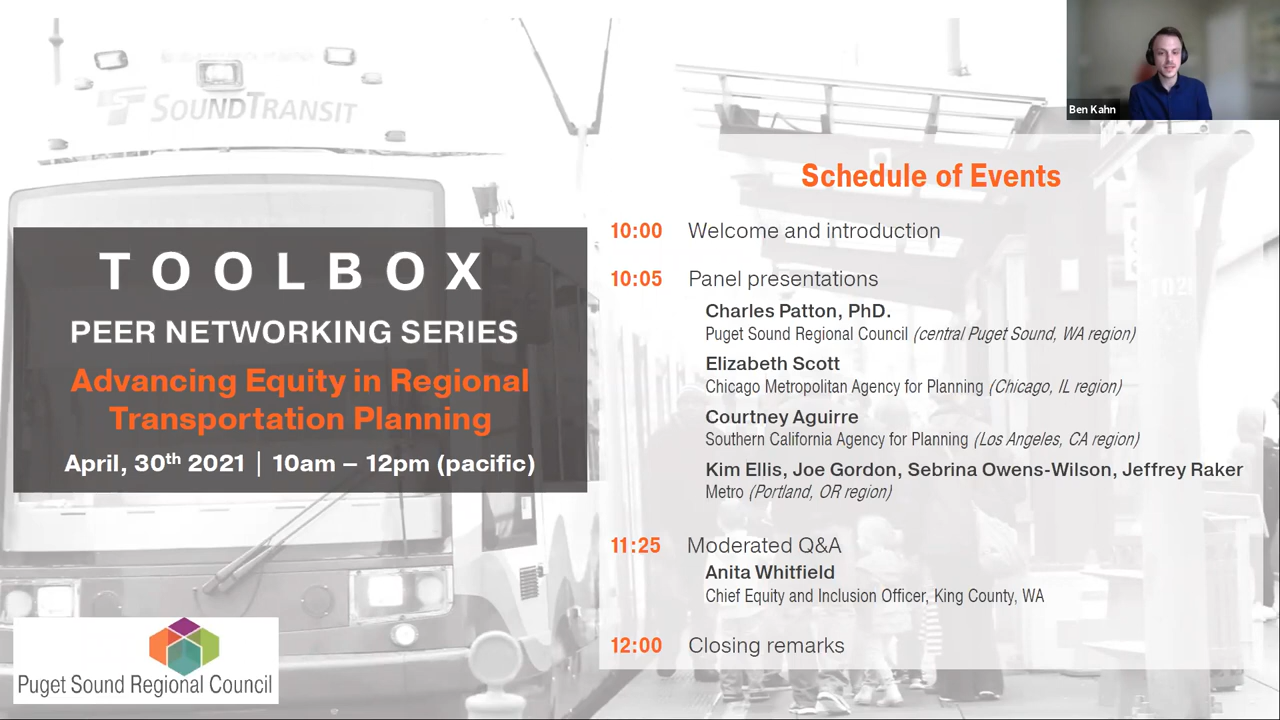 SOUNDTRANSIT
Ben Kahn
TOOLBOX
PEER NETWORKING SERIES
Advancing Equity in Regional
Transportation Planning
April, 30th 2021 | 10am – 12pm (pacific)
Puget Sound Regional Council
Schedule of Events
10:00 Welcome and introduction
10:05 Panel presentations
Charles Patton, PhD.
Puget Sound Regional Council (central Puget Sound, WA region)
Elizabeth Scott
Chicago Metropolitan Agency for Planning (Chicago, IL region)
Courtney Aguirre
Southern California Agency for Planning (Los Angeles, CA region)
Kim Ellis, Joe Gordon, Sebrina Owens-Wilson, Jeffrey Raker
Metro (Portland, OR region)
11:25 Moderated Q&A
Anita Whitfield
Chief Equity and Inclusion Officer, King County, WA
12:00 Closing remarks